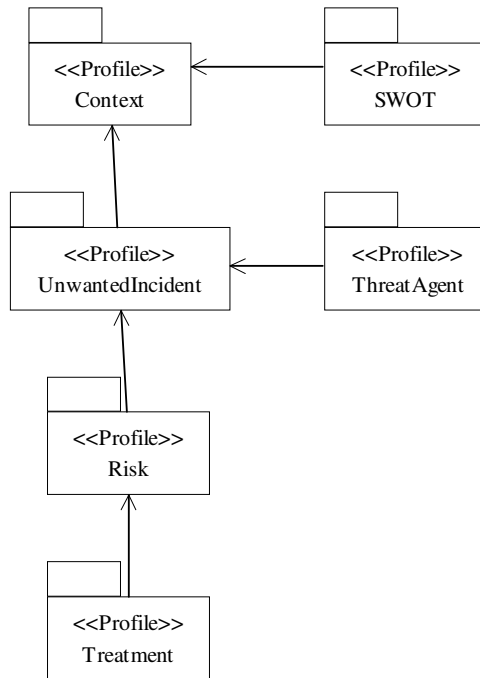 <<Profile>>
Context
<<Profile>>
SWOT
<<Profile>>
UnwantedIncident
<<Profile>>
ThreatAgent
<<Profile>>
Risk
<<Profile>>
Treatment